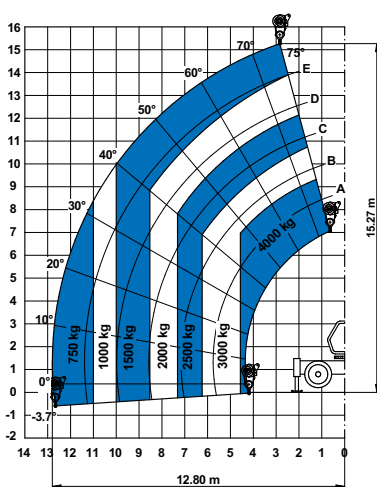 16
15
14
13
12
11
10
9
8
7
6
5
4
3
2
1
0
-1
-2
14 13 12 11 10 9 8 7 6 5 4 3 2 1 0
-3.7°
0°
10°
20°
30°
40°
50°
60°
70°
75°
E
D
C
B
A
750 kg
1000 kg
1500 kg
2000 kg
2500 kg
3000 kg
4000 kg
15.27 m
12.80 m